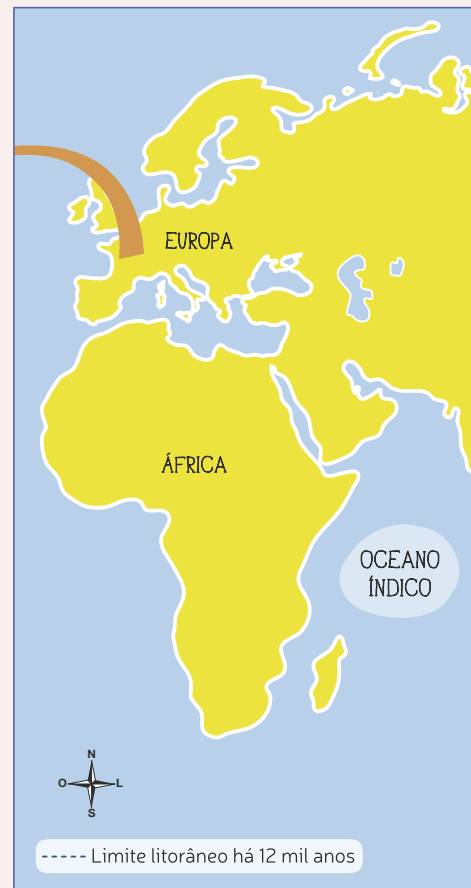 EUROPA
ÁFRICA
OCEANO
ÍNDICO
N
O L
S
Limite litorâneo há 12 mil anos